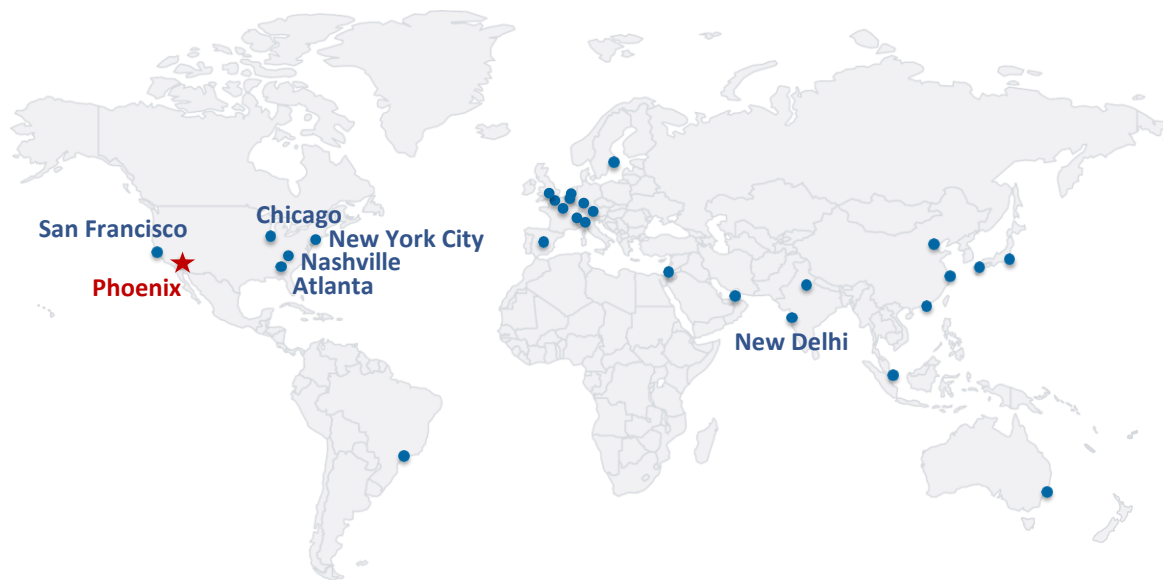 Chicago
San Francisco
New York City
Nashville
Phoenix
Atlanta
New Delhi